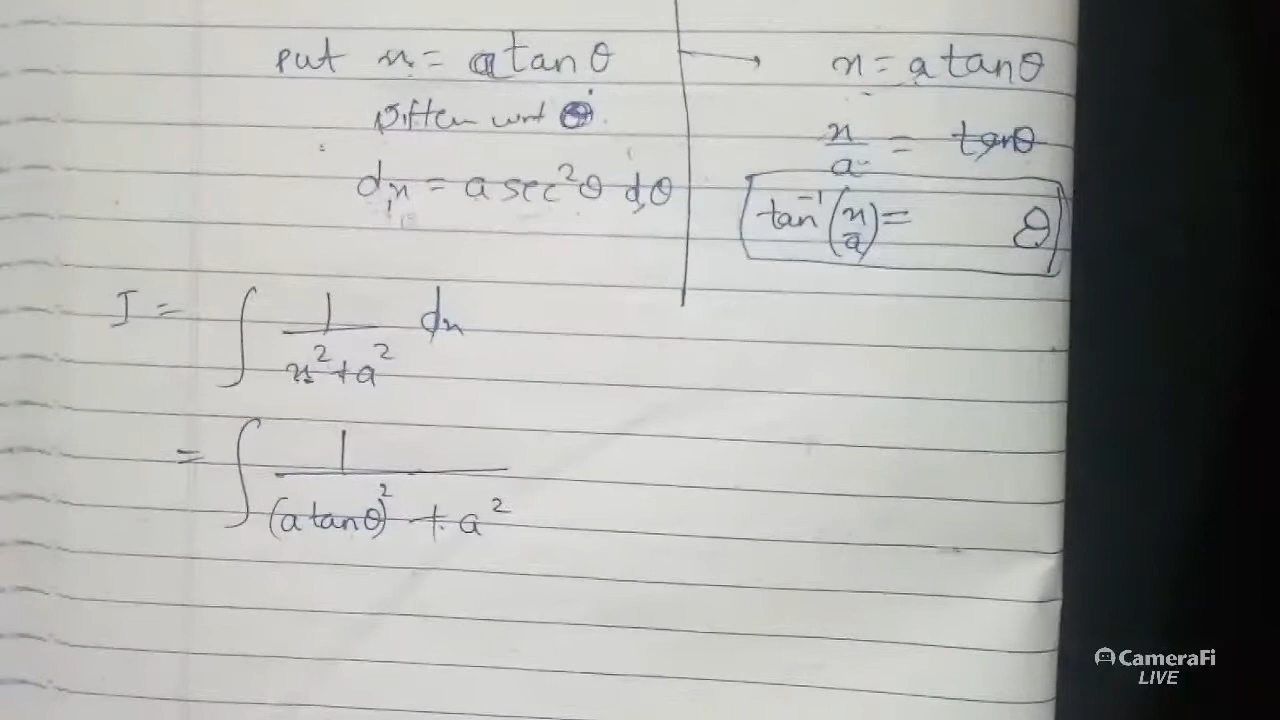 put x = a tan θ
Differ wrt θ.
dx = a sec²θ dθ
→ x = a tan θ
x/a = tan θ
tan⁻¹(x/a) = θ
I = ∫ 1/(x² + a²) dx
= ∫ 1/((a tan θ)² + a²)
CameraFi
LIVE